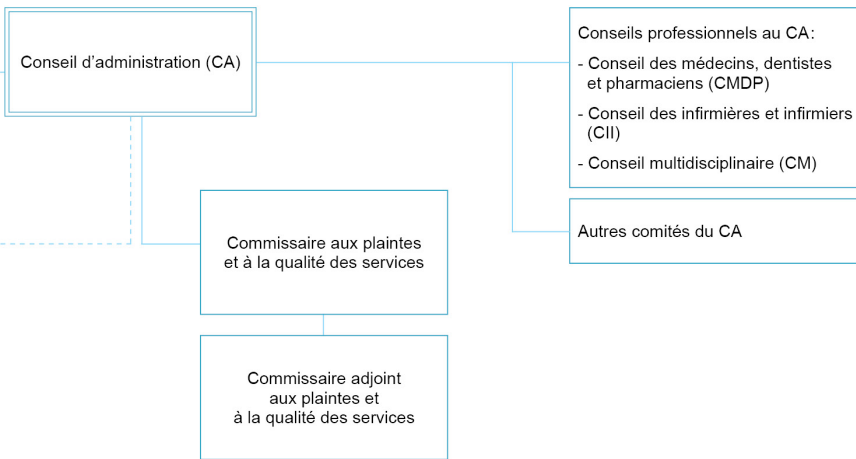 Conseil d'administration (CA)
Conseils professionnels au CA:
- Conseil des médecins, dentistes
et pharmaciens (CMDP)
- Conseil des infirmières et infirmiers
(CII)
- Conseil multidisciplinaire (CM)
Autres comités du CA
Commissaire aux plaintes
et à la qualité des services
Commissaire adjoint
aux plaintes et
à la qualité des services